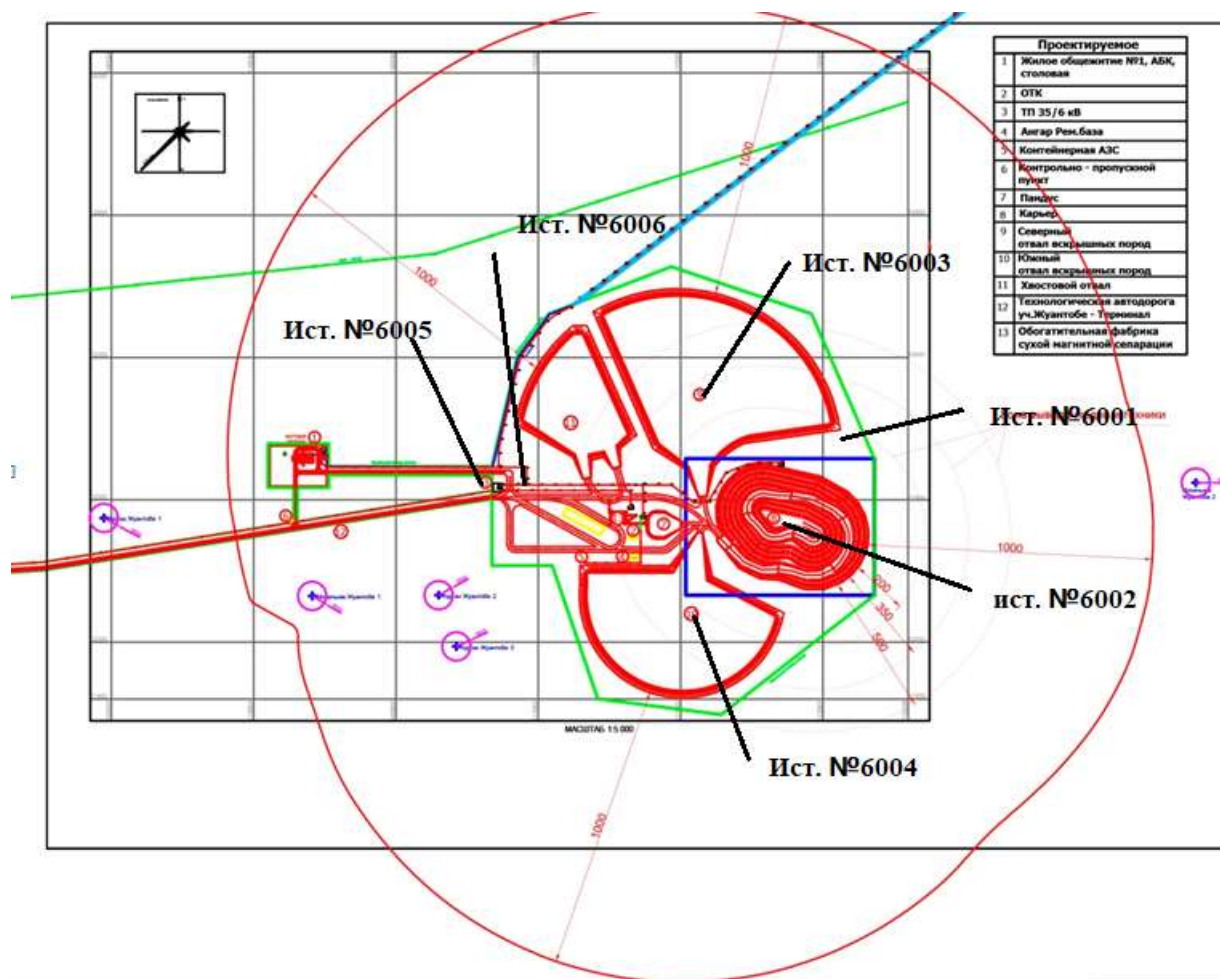 Проектируемое
1 Жилое общежитие №1, АБК,
столовая
2 ОТК
3 ТП 35/6 кВ
4 Ангар Рем.база
5 Контейнерная АЗС
6 Контрольно - пропускной
пункт
7 Пандус
8 Карьер
9 Северный
отвал вскрышных пород
10 Южный
отвал вскрышных пород
11 Хвостовой отвал
12 Технологическая автодорога
уч.Жуантобе - Терминал
13 Обогатительная фабрика
сухой магнитной сепарации
1000
Ист. №6006
Ист. №6003
1000
Ист. №6005
Ист. №6001
1000
200
350
500
ист. №6002
МАСШТАБ 1:5 000
Ист. №6004
1000